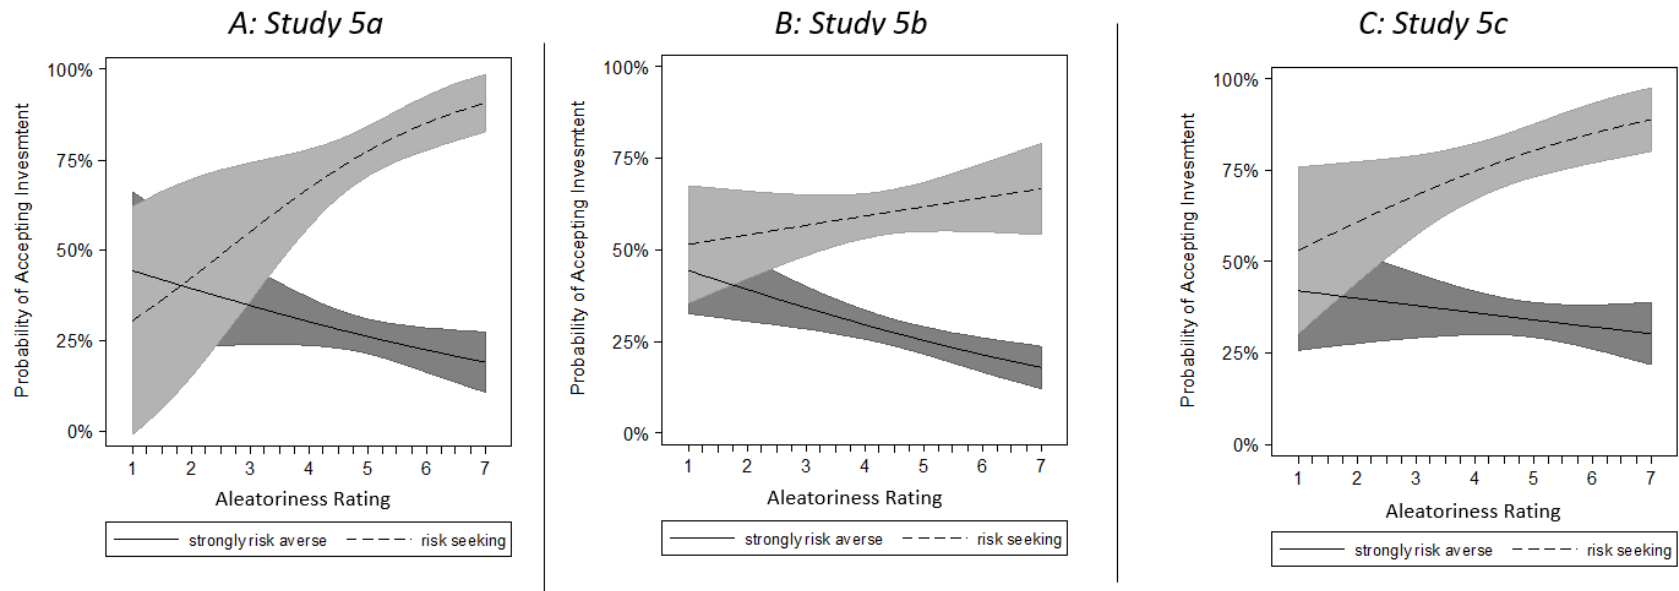 A: Study 5a
Probability of Accepting Invesmtent
100%
75%
50%
25%
0%
1 2 3 4 5 6 7
Aleatoriness Rating
strongly risk averse risk seeking
B: Study 5b
Probability of Accepting Invesmtent
100%
75%
50%
25%
0%
1 2 3 4 5 6 7
Aleatoriness Rating
strongly risk averse risk seeking
C: Study 5c
Probability of Accepting Invesmtent
100%
75%
50%
25%
0%
1 2 3 4 5 6 7
Aleatoriness Rating
strongly risk averse risk seeking